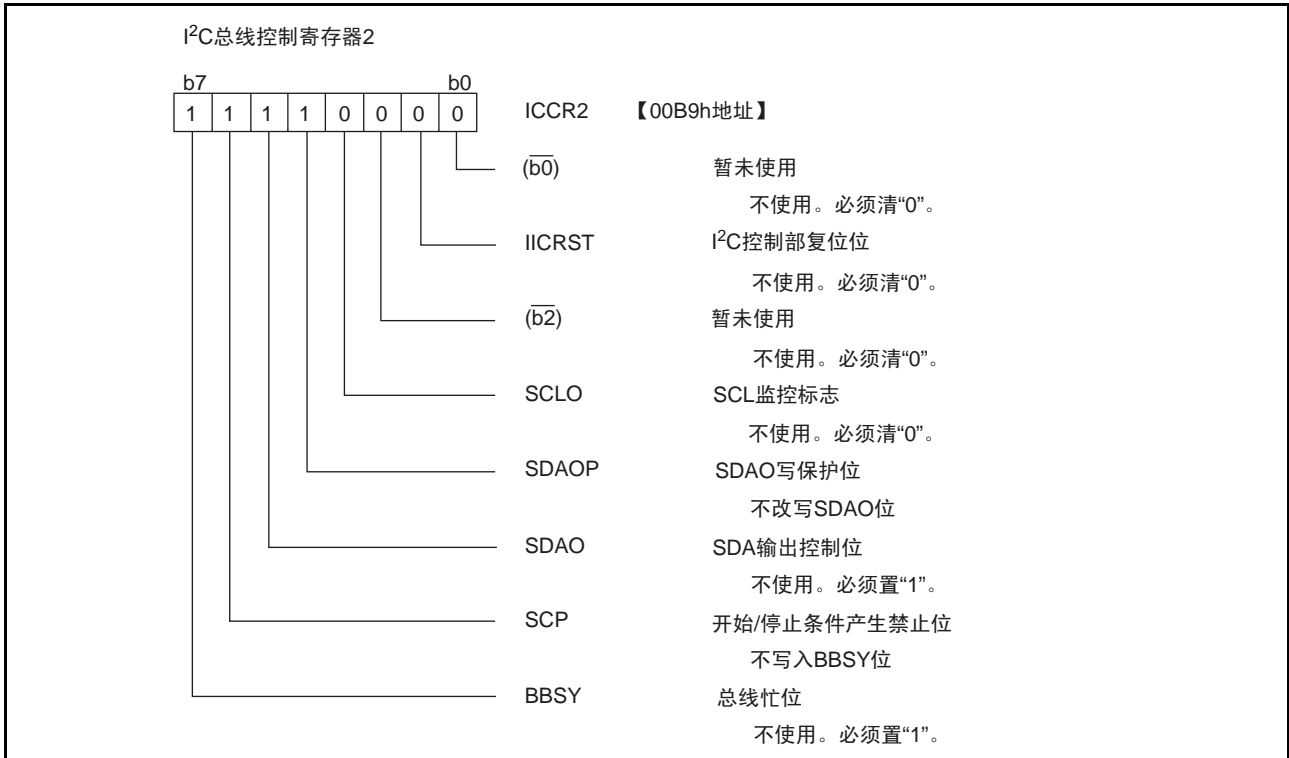 I²C总线控制寄存器2
b7 b0
1 1 1 1 0 0 0 0 ICCR2 【00B9h地址】
(b0) 暂未使用
不使用。必须清“0”。
IICRST I²C控制部复位位
不使用。必须清“0”。
(b2) 暂未使用
不使用。必须清“0”。
SCLO SCL监控标志
不使用。必须清“0”。
SDAOP SDAO写保护位
不改写SDAO位
SDAO SDA输出控制位
不使用。必须置“1”。
SCP 开始/停止条件产生禁止位
不写入BBSY位
BBSY 总线忙位
不使用。必须置“1”。